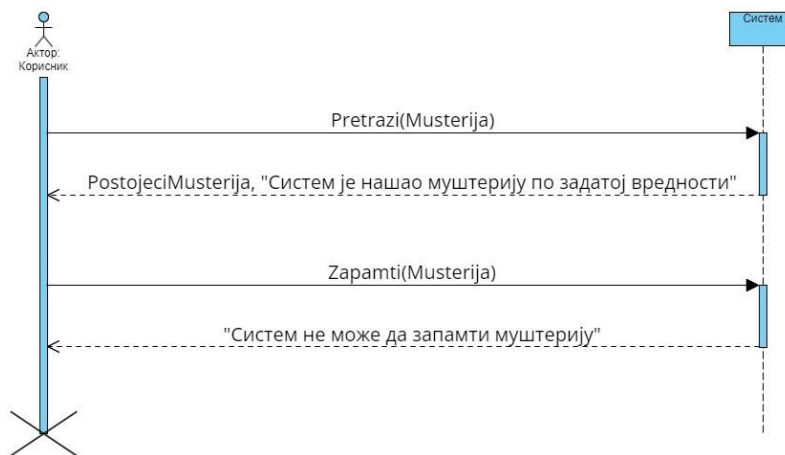 Систем
Актор:
Корисник
Pretrazi(Musterija)
PostojeciMusterija, "Систем је нашао муштерију по задатој вредности"
Zapamti(Musterija)
"Систем не може да запамти муштерију"